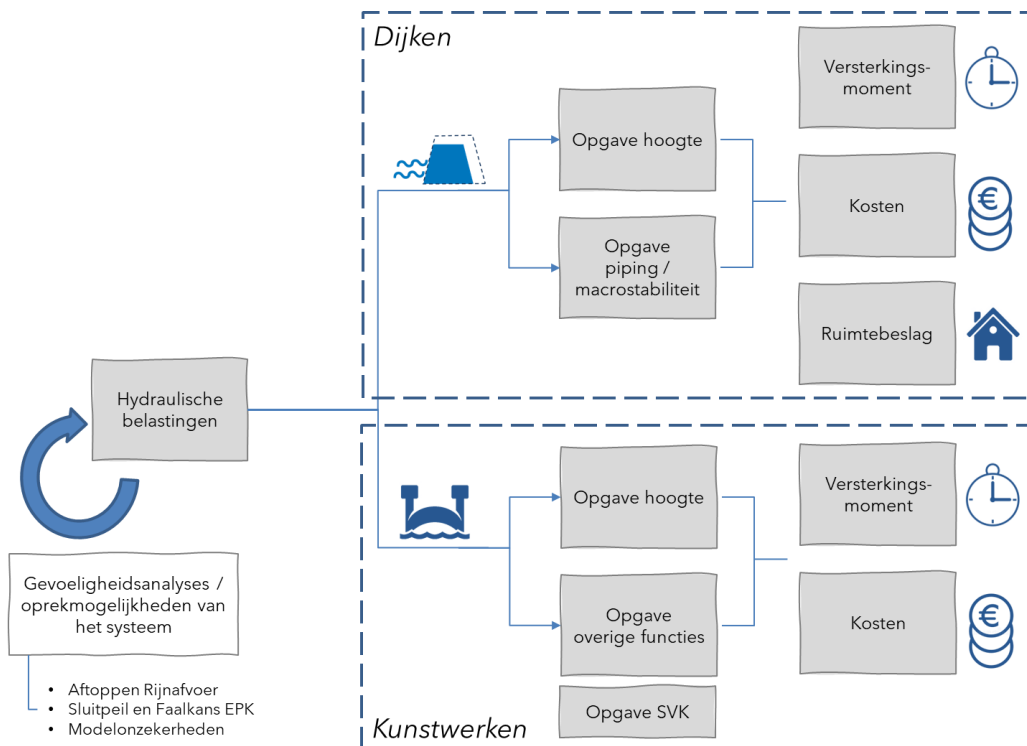 Dijken
Versterkings-
moment
Opgave hoogte
Kosten
€
Opgave
piping /
macrostabiliteit
Ruimtebeslag
Hydraulische
belastingen
Opgave hoogte
Versterkings-
moment
Gevoeligheidsanalyses /
oprekmogelijkheden van
het systeem
Opgave
overige functies
Kosten
€
• Aftoppen Rijnafvoer
• Sluitpeil en Faalkans EPK
• Modelonzekerheden
Opgave SVK
Kunstwerken